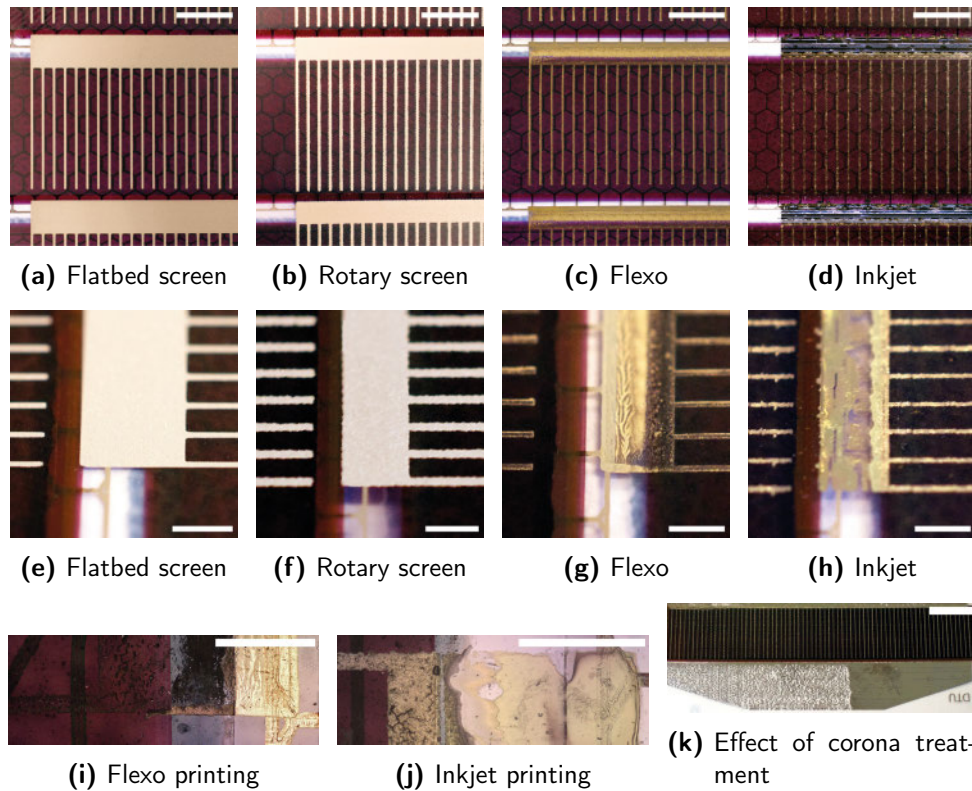 (a) Flatbed screen
(b) Rotary screen
(c) Flexo
(d) Inkjet
(e) Flatbed screen
(f) Rotary screen
(g) Flexo
(h) Inkjet
DTU
(i) Flexo printing
(j) Inkjet printing
(k) Effect of corona treat-
ment